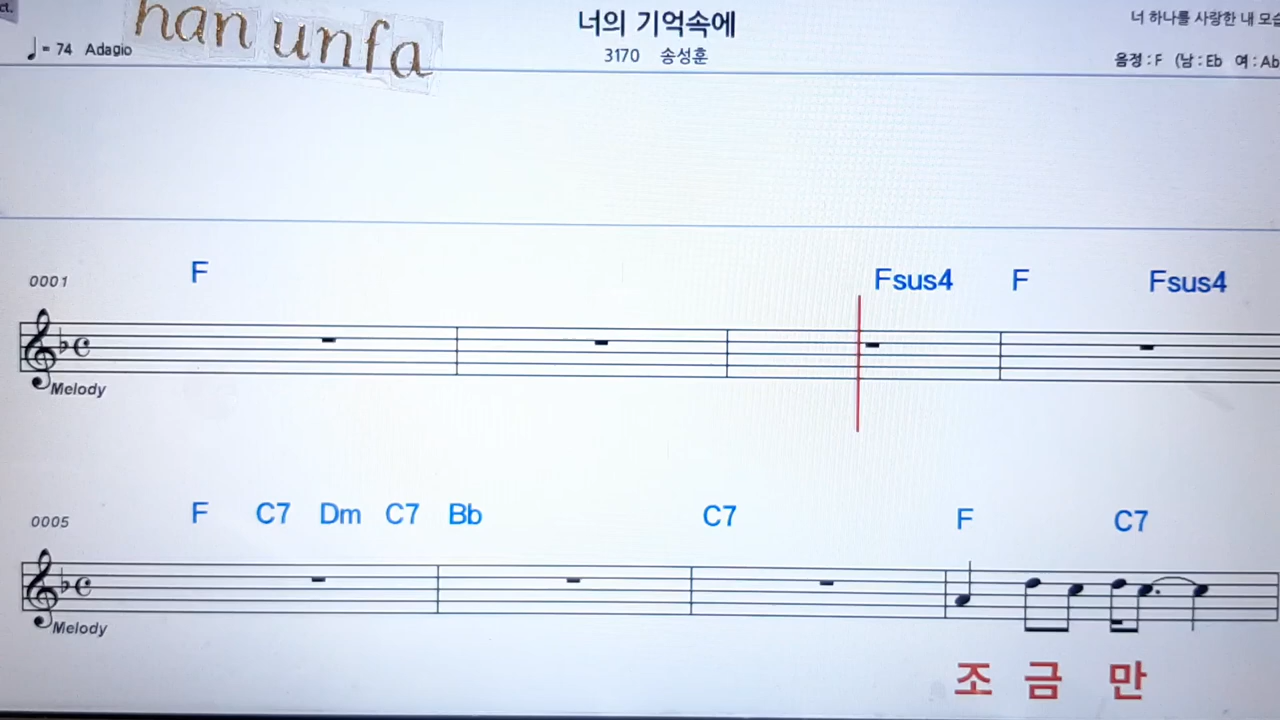 ct.
han unfa
너의 기억속에
너 하나를 사랑한 내 모습
♩= 74 Adagio
3170 송성훈
음정 : F (남 : Eb 여 : Ab
F Fsus4 F Fsus4
0001
Melody
F C7 Dm C7 Bb C7 F C7
0005
Melody
조 금 만